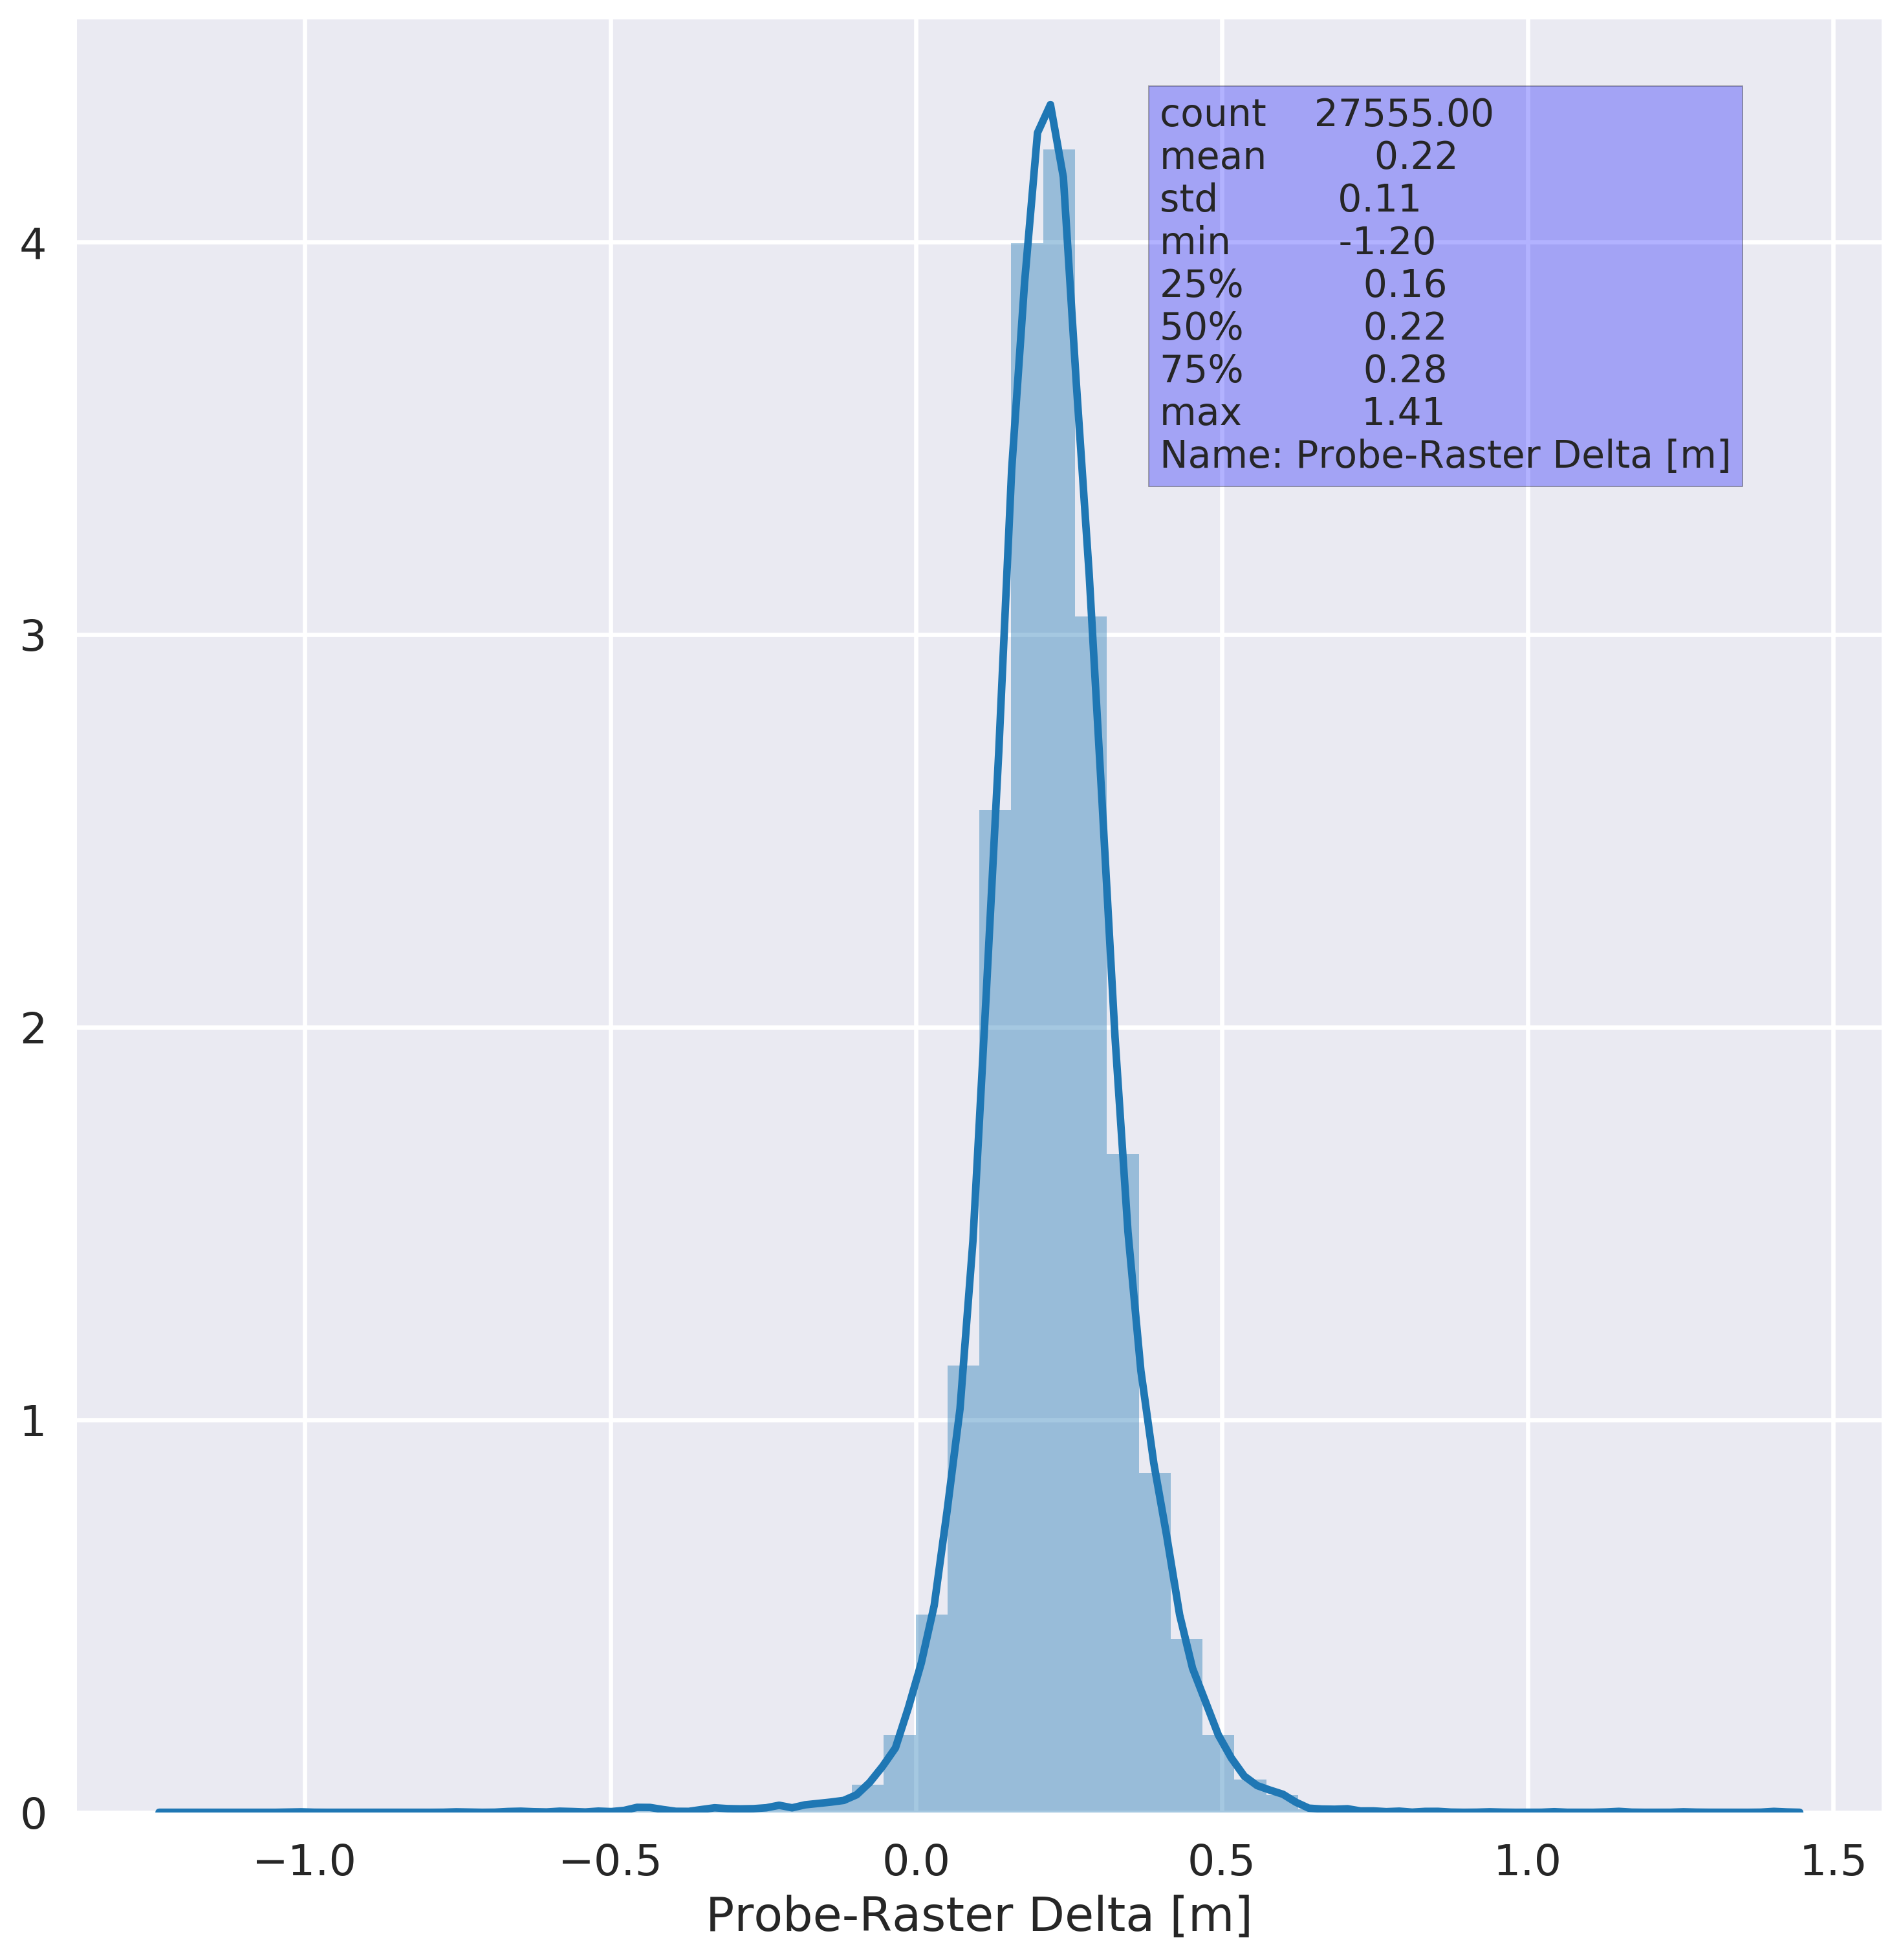 count 27555.00
mean 0.22
std 0.11
min -1.20
25% 0.16
50% 0.22
75% 0.28
max 1.41
Name: Probe-Raster Delta [m]
4
3
2
1
0
−1.0 −0.5 0.0 0.5 1.0 1.5
Probe-Raster Delta [m]